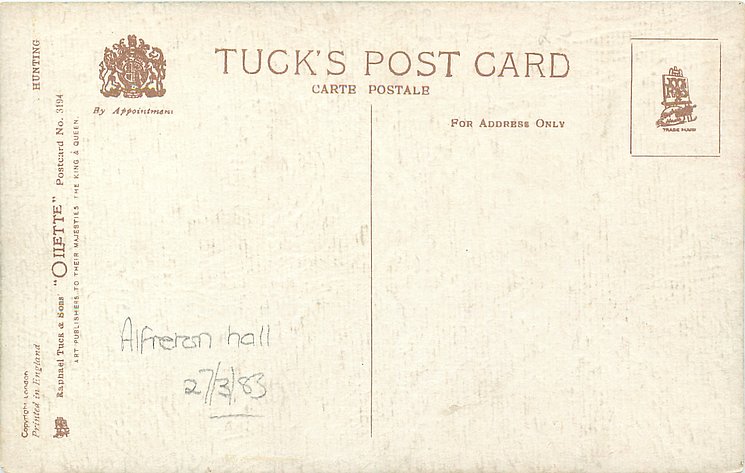 TUCK'S POST CARD
CARTE POSTALE
By Appointment
FOR ADDRESS ONLY
TRADE MARK
HUNTING
Raphael Tuck & Sons' "OILETTE" Postcard No. 3194
ART PUBLISHERS TO THEIR MAJESTIES THE KING & QUEEN.
Copyright London
Printed in England
Alfreton hall
27/3/83